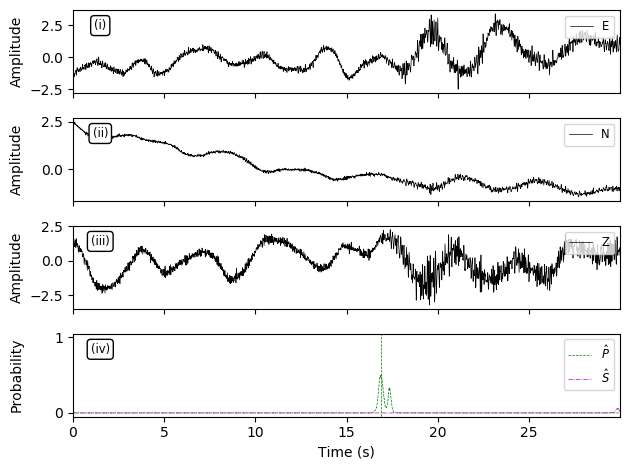 Amplitude
2.5
0.0
−2.5
(i)
E
Amplitude
2.5
0.0
(ii)
N
Amplitude
2.5
0.0
−2.5
(iii)
Z
Probability
1
0
(iv)
P̂
Ŝ
0 5 10 15 20 25
Time (s)